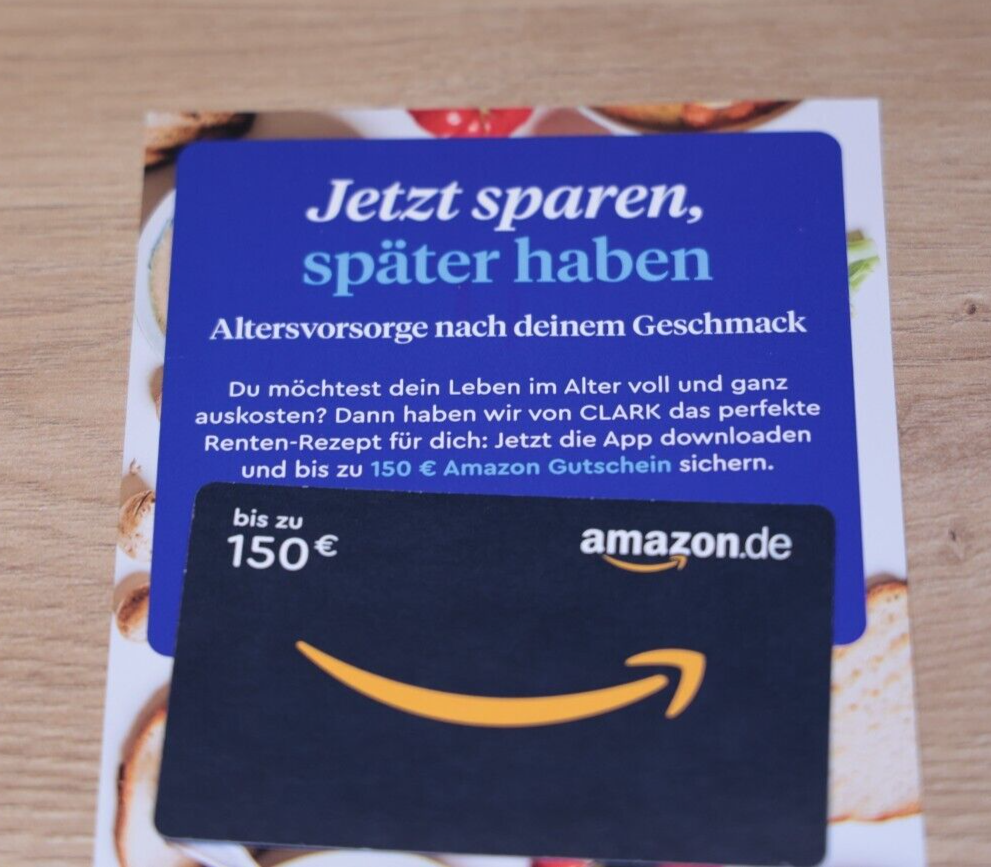 Jetzt sparen,
später haben
Altersvorsorge nach deinem Geschmack
Du möchtest dein Leben im Alter voll und ganz
auskosten? Dann haben wir von CLARK das perfekte
Renten-Rezept für dich: Jetzt die App downloaden
und bis zu 150 € Amazon Gutschein sichern.
bis zu
150€
amazon.de